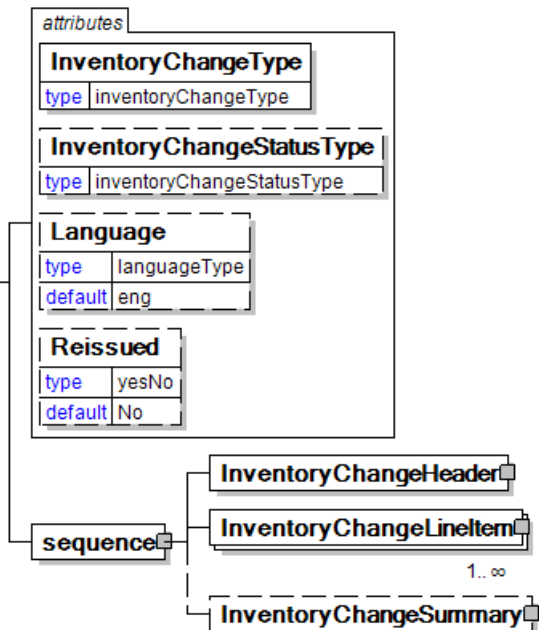 attributes
InventoryChangeType
type inventoryChangeType
InventoryChangeStatusType
type inventoryChangeStatusType
Language
type languageType
default eng
Reissued
type yesNo
default No
InventoryChangeHeader
sequence
InventoryChangeLineItem
1.. ∞
InventoryChangeSummary